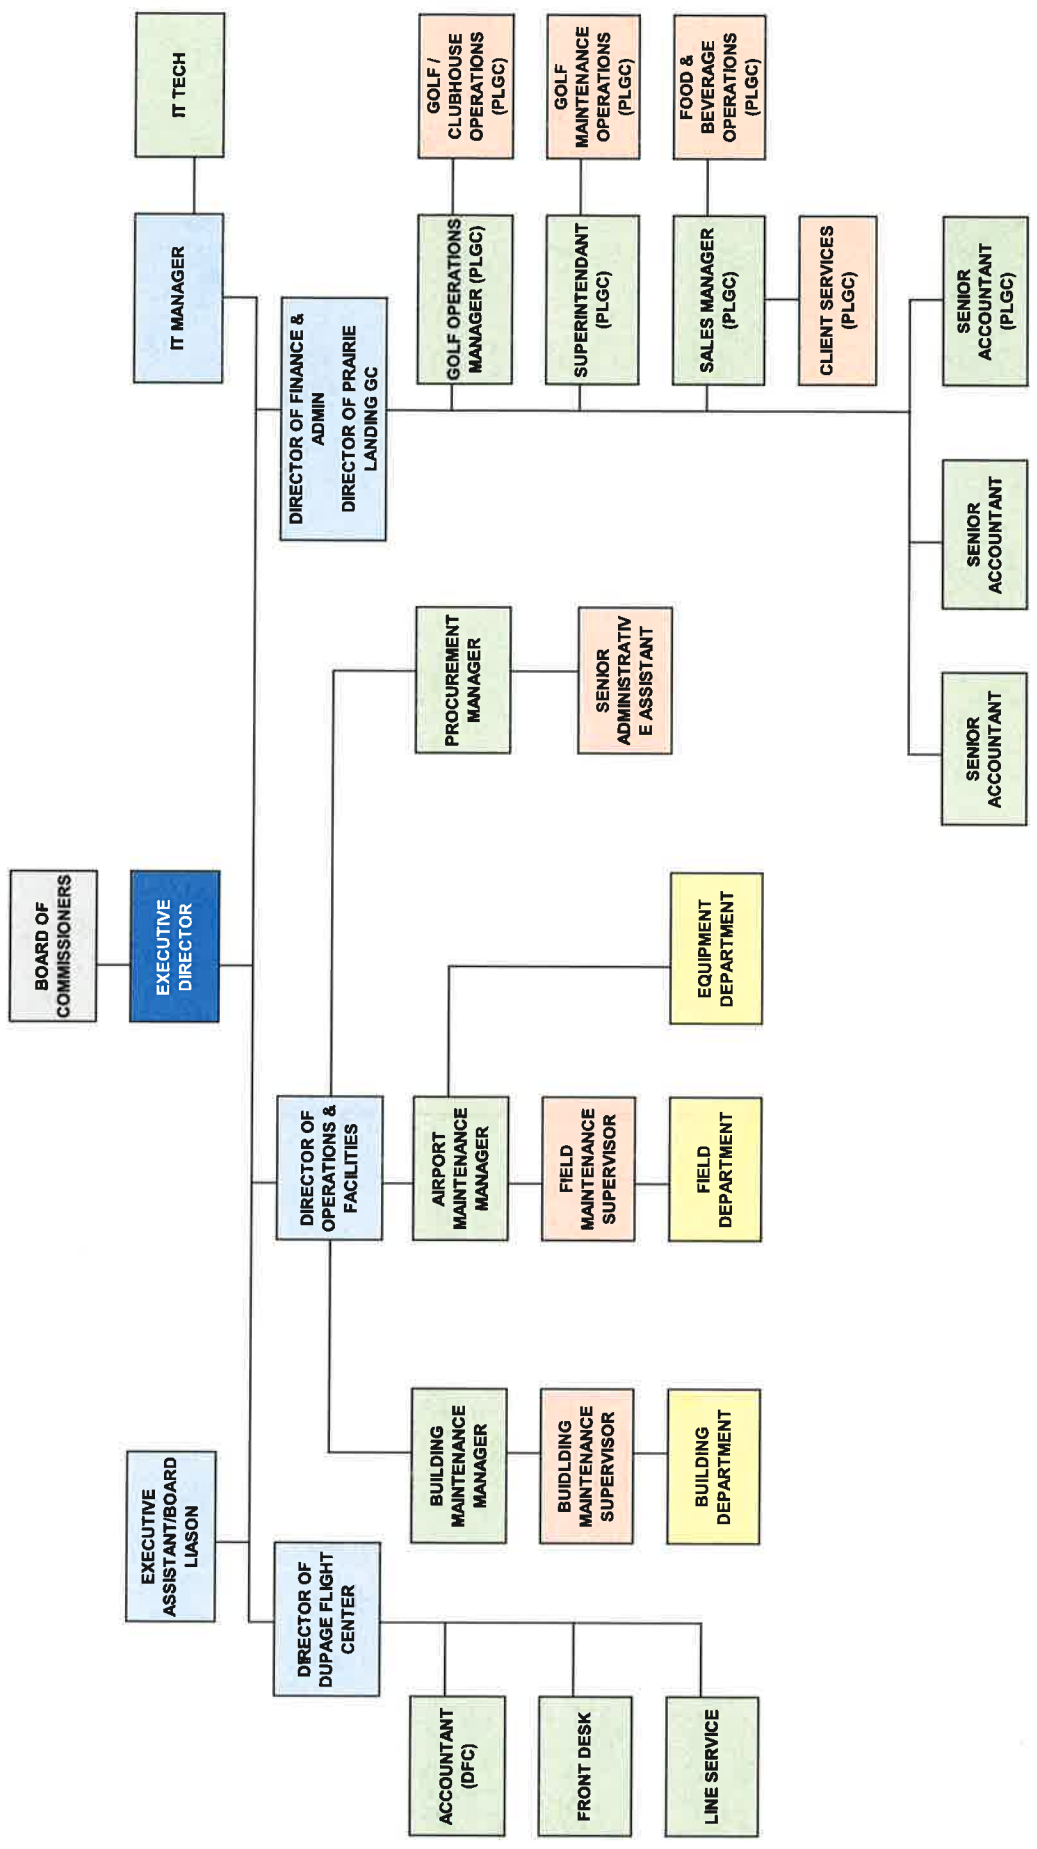 BOARD OF
COMMISSIONERS
EXECUTIVE
DIRECTOR
EXECUTIVE
ASSISTANT/BOARD
LIASON
IT MANAGER
IT TECH
DIRECTOR OF
DUPAGE FLIGHT
CENTER
DIRECTOR OF
OPERATIONS &
FACILITIES
DIRECTOR OF FINANCE &
ADMIN
DIRECTOR OF PRAIRIE
LANDING GC
ACCOUNTANT
(DFC)
FRONT DESK
LINE SERVICE
BUILDING
MAINTENANCE
MANAGER
BUIDLDING
MAINTENANCE
SUPERVISOR
BUILDING
DEPARTMENT
AIRPORT
MAINTENANCE
MANAGER
FIELD
MAINTENANCE
SUPERVISOR
FIELD
DEPARTMENT
EQUIPMENT
DEPARTMENT
PROCUREMENT
MANAGER
SENIOR
ADMINISTRATIV
E ASSISTANT
GOLF OPERATIONS
MANAGER (PLGC)
GOLF /
CLUBHOUSE
OPERATIONS
(PLGC)
SUPERINTENDANT
(PLGC)
GOLF
MAINTENANCE
OPERATIONS
(PLGC)
SALES MANAGER
(PLGC)
FOOD &
BEVERAGE
OPERATIONS
(PLGC)
CLIENT SERVICES
(PLGC)
SENIOR
ACCOUNTANT
SENIOR
ACCOUNTANT
SENIOR
ACCOUNTANT
(PLGC)